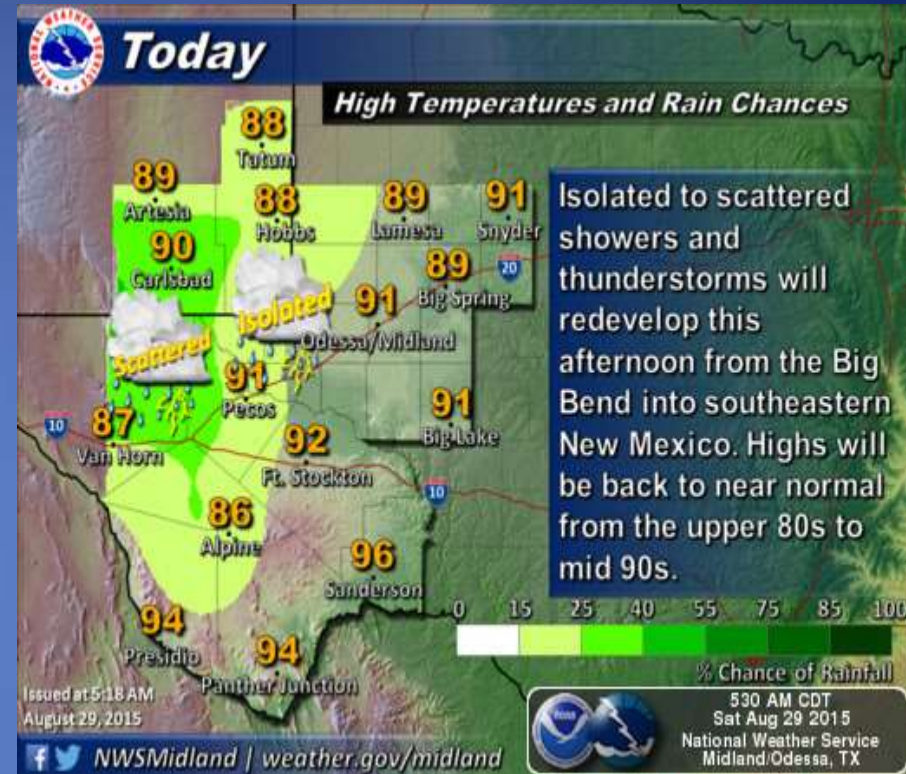 NATIONAL WEATHER SERVICE
Today
High Temperatures and Rain Chances
88
Tatum
89
Artesia
88
Hobbs
89
Lamesa
91
Snyder
90
Carlsbad
89
Big Spring
20
Scattered
Isolated
91
Odessa/Midland
91
Pecos
91
Big Lake
10
87
Van Horn
92
Ft. Stockton
10
86
Alpine
96
Sanderson
94
Presidio
94
Panther Junction
Isolated to scattered
showers and
thunderstorms will
redevelop this
afternoon from the Big
Bend into southeastern
New Mexico. Highs will
be back to near normal
from the upper 80s to
mid 90s.
0 15 25 40 55 75 85 100
% Chance of Rainfall
Issued at 5:18 AM
August 29, 2015
NWSMidland | weather.gov/midland
NOAA
530 AM CDT
Sat Aug 29 2015
National Weather Service
Midland/Odessa, TX